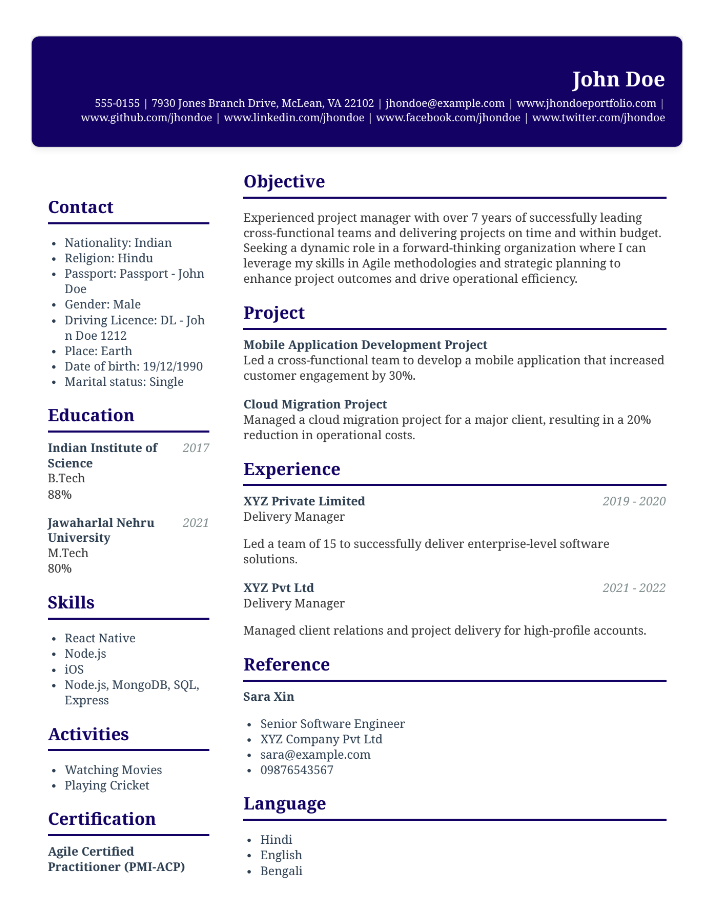 John Doe
555-0155 | 7930 Jones Branch Drive, McLean, VA 22102 | jhondoe@example.com | www.jhondoeportfolio.com |
www.github.com/jhondoe | www.linkedin.com/jhondoe | www.facebook.com/jhondoe | www.twitter.com/jhondoe
Contact
• Nationality: Indian
• Religion: Hindu
• Passport: Passport - John
Doe
• Gender: Male
• Driving Licence: DL - Joh
n Doe 1212
• Place: Earth
• Date of birth: 19/12/1990
• Marital status: Single
Education
Indian Institute of 2017
Science
B.Tech
88%
Jawaharlal Nehru 2021
University
M.Tech
80%
Skills
• React Native
• Node.js
• iOS
• Node.js, MongoDB, SQL,
Express
Activities
• Watching Movies
• Playing Cricket
Certification
Agile Certified
Practitioner (PMI-ACP)
Objective
Experienced project manager with over 7 years of successfully leading
cross-functional teams and delivering projects on time and within budget.
Seeking a dynamic role in a forward-thinking organization where I can
leverage my skills in Agile methodologies and strategic planning to
enhance project outcomes and drive operational efficiency.
Project
Mobile Application Development Project
Led a cross-functional team to develop a mobile application that increased
customer engagement by 30%.
Cloud Migration Project
Managed a cloud migration project for a major client, resulting in a 20%
reduction in operational costs.
Experience
XYZ Private Limited 2019 - 2020
Delivery Manager
Led a team of 15 to successfully deliver enterprise-level software
solutions.
XYZ Pvt Ltd 2021 - 2022
Delivery Manager
Managed client relations and project delivery for high-profile accounts.
Reference
Sara Xin
• Senior Software Engineer
• XYZ Company Pvt Ltd
• sara@example.com
• 09876543567
Language
• Hindi
• English
• Bengali